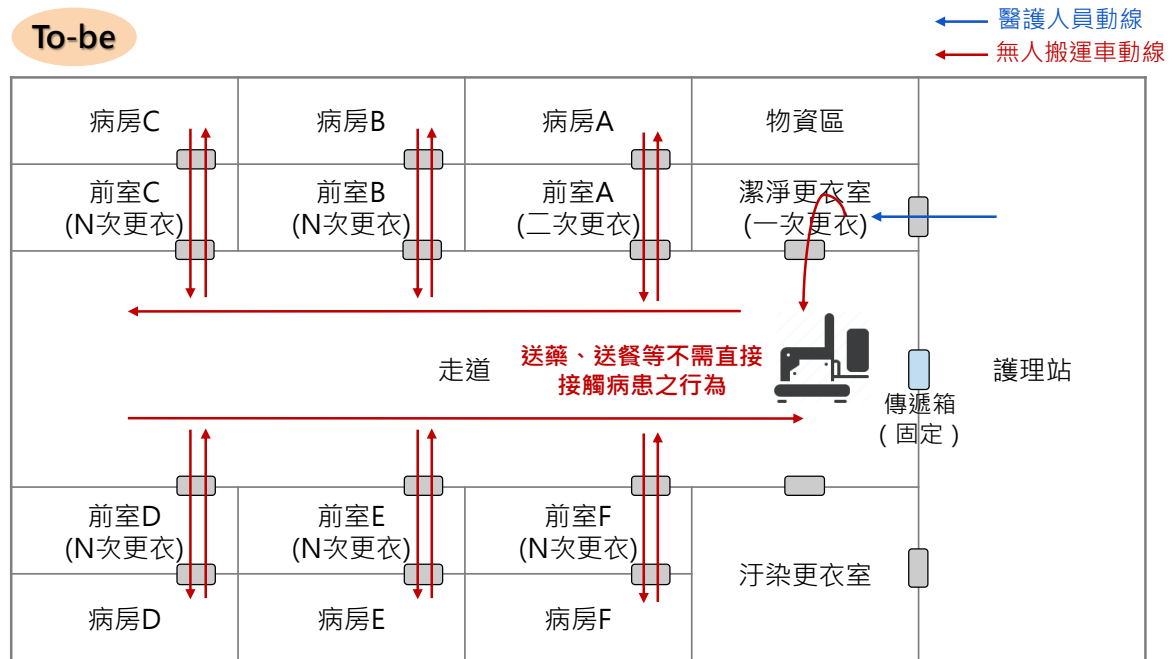 To-be
醫護人員動線
無人搬運車動線
病房C
病房B
病房A
物資區
前室C
(N次更衣)
前室B
(N次更衣)
前室A
(二次更衣)
潔淨更衣室
(一次更衣)
走道
送藥、送餐等不需直接
接觸病患之行為
護理站
傳遞箱
(固定)
前室D
(N次更衣)
前室E
(N次更衣)
前室F
(N次更衣)
汙染更衣室
病房D
病房E
病房F